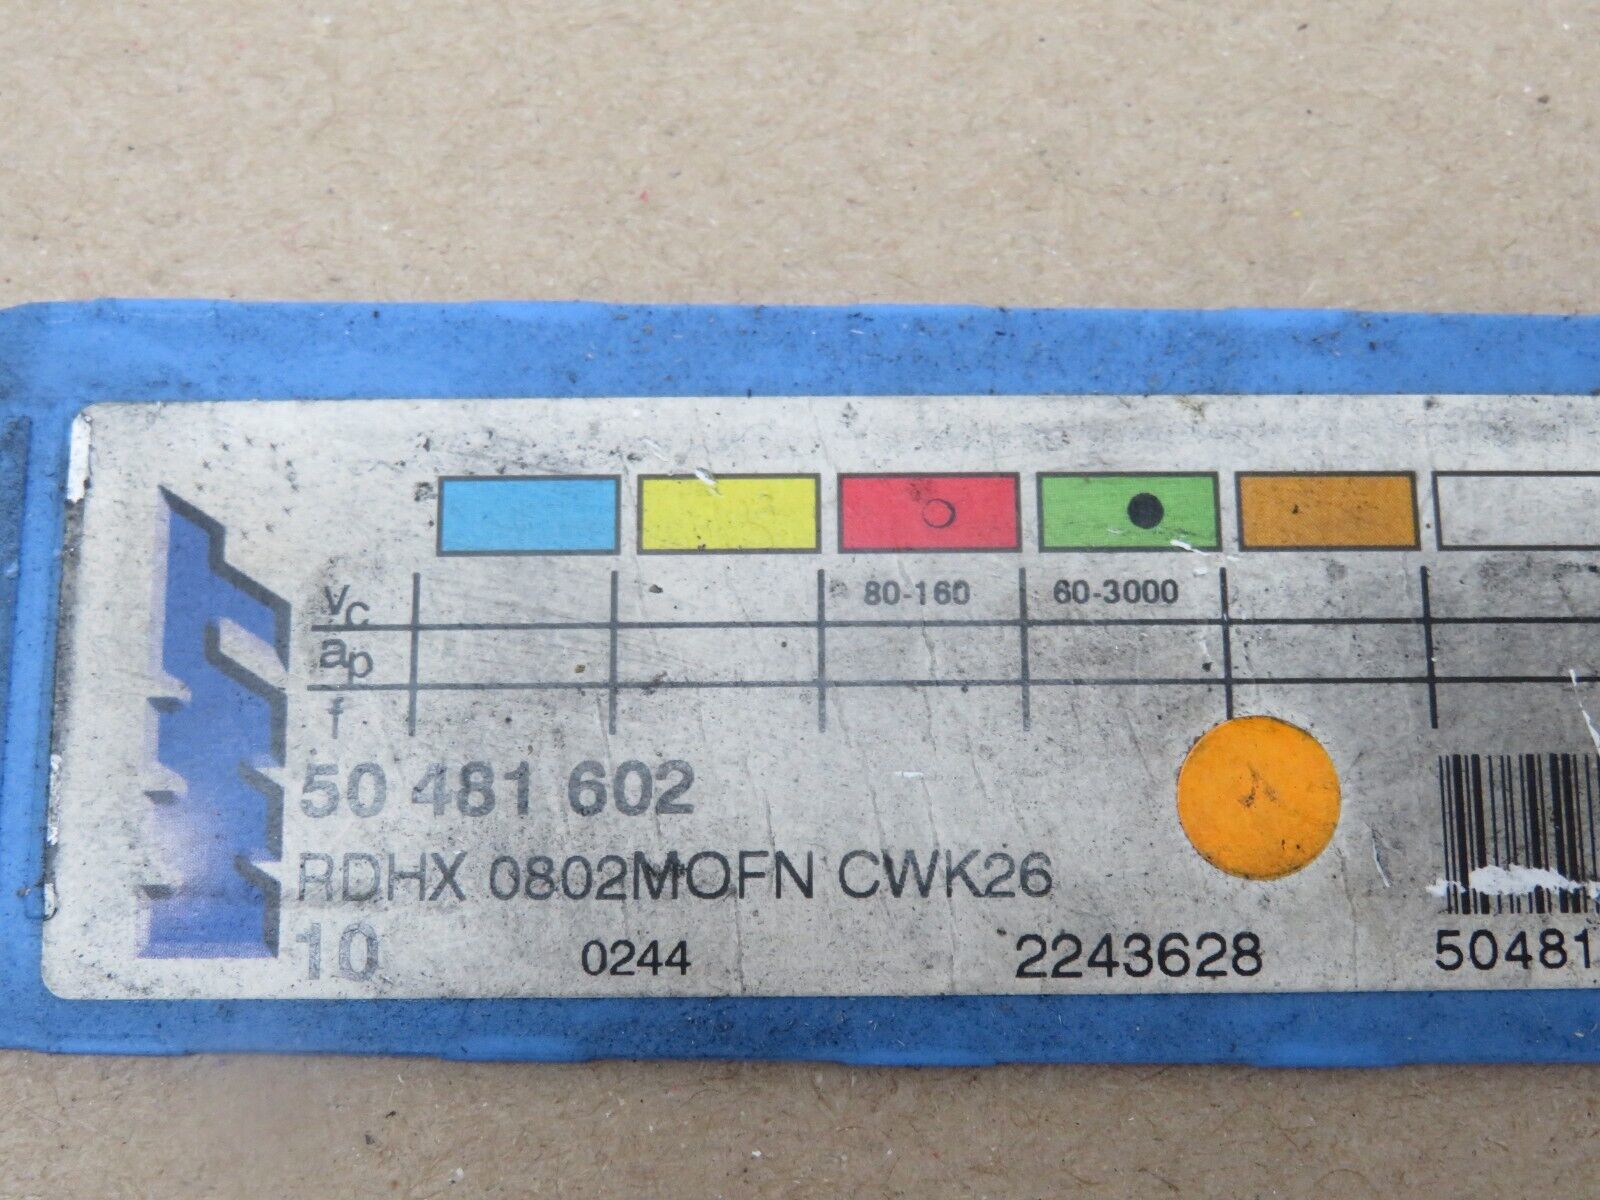 80-160 60-3000
vc
ap
f
50 481 602
RDHX 0802MOFN CWK26
10 0244 2243628 50481